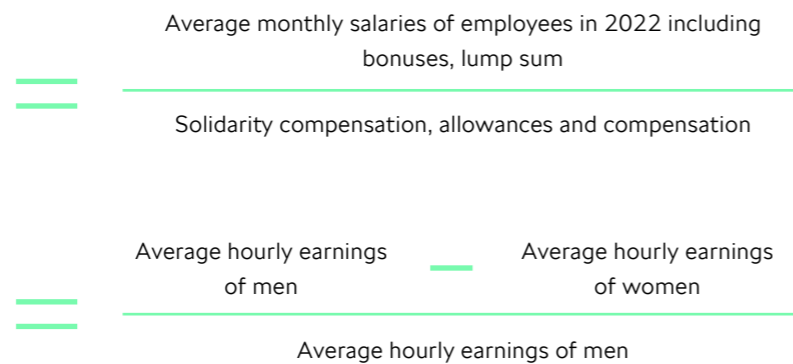 Average monthly salaries of employees in 2022 including
bonuses, lump sum
Solidarity compensation, allowances and compensation
Average hourly earnings
of men
Average hourly earnings
of women
Average hourly earnings of men